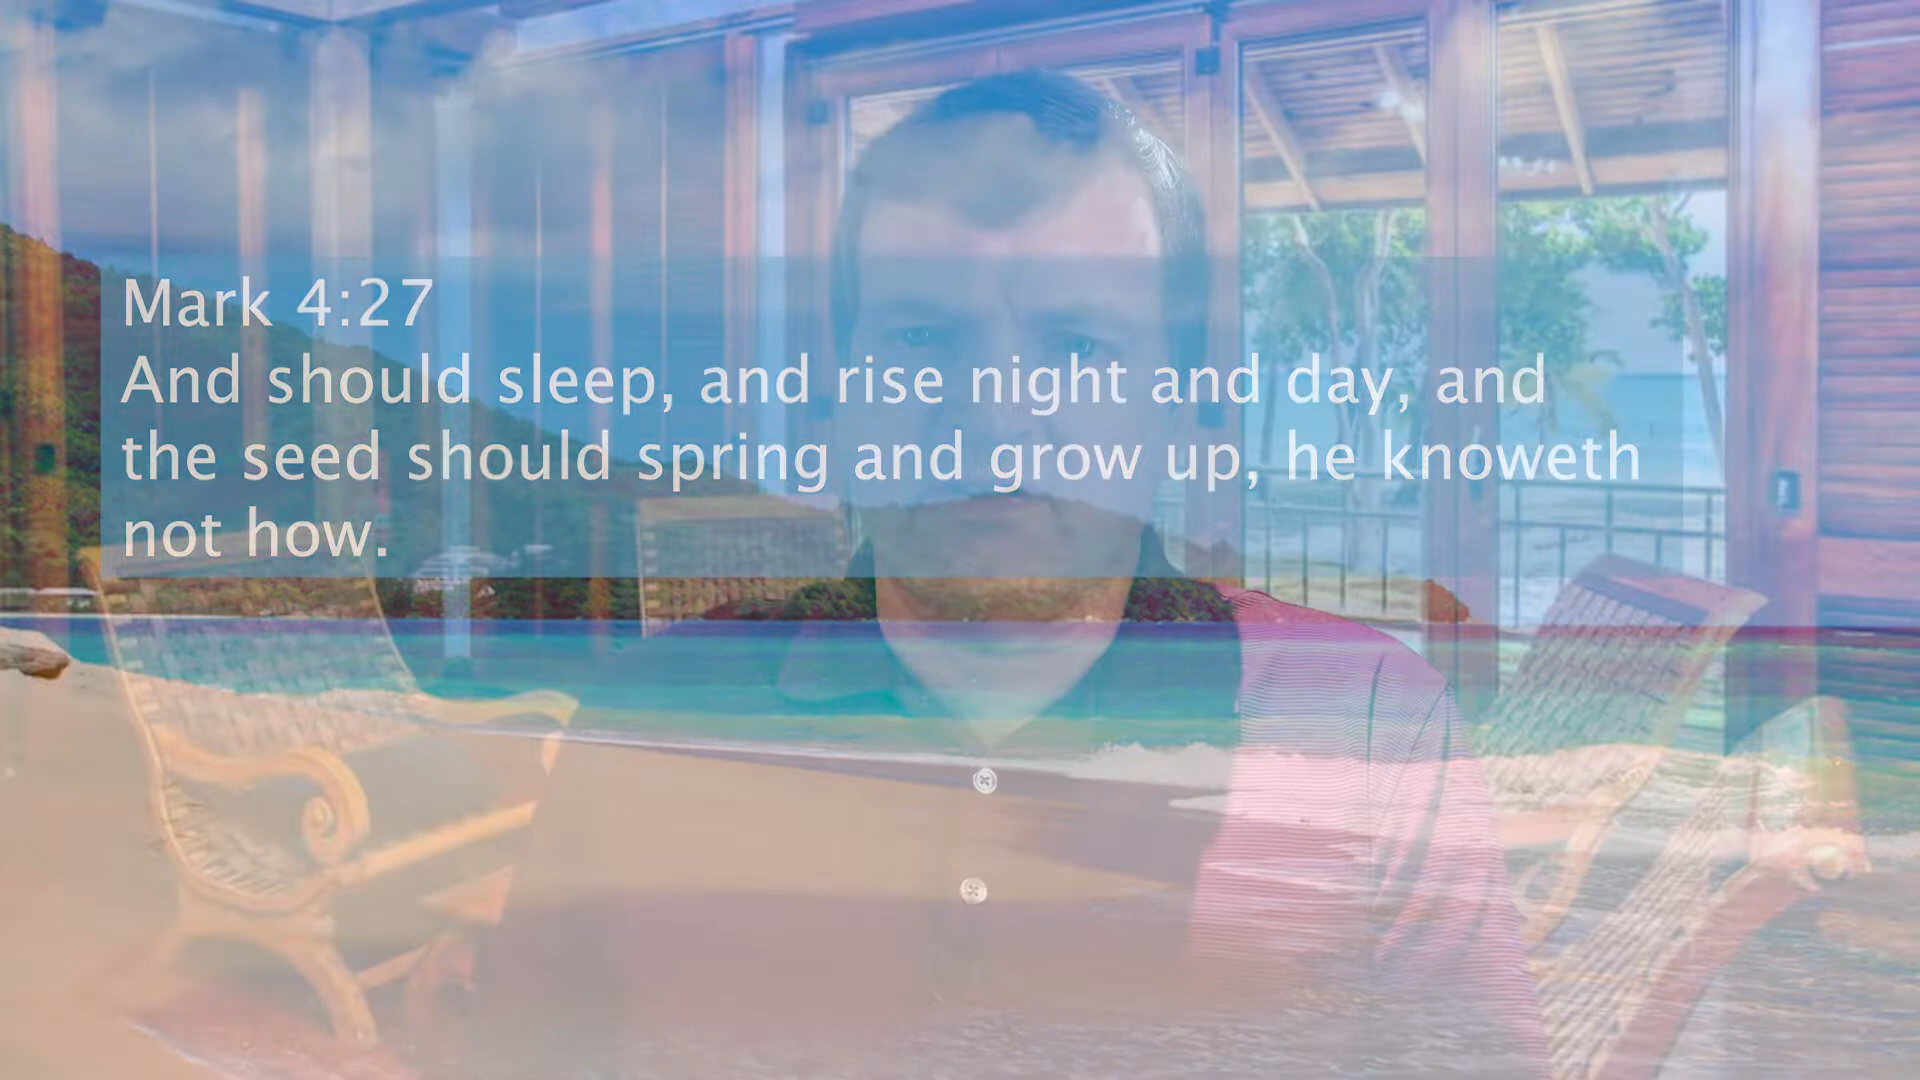 Mark 4:27
And should sleep, and rise night and day, and
the seed should spring and grow up, he knoweth
not how.